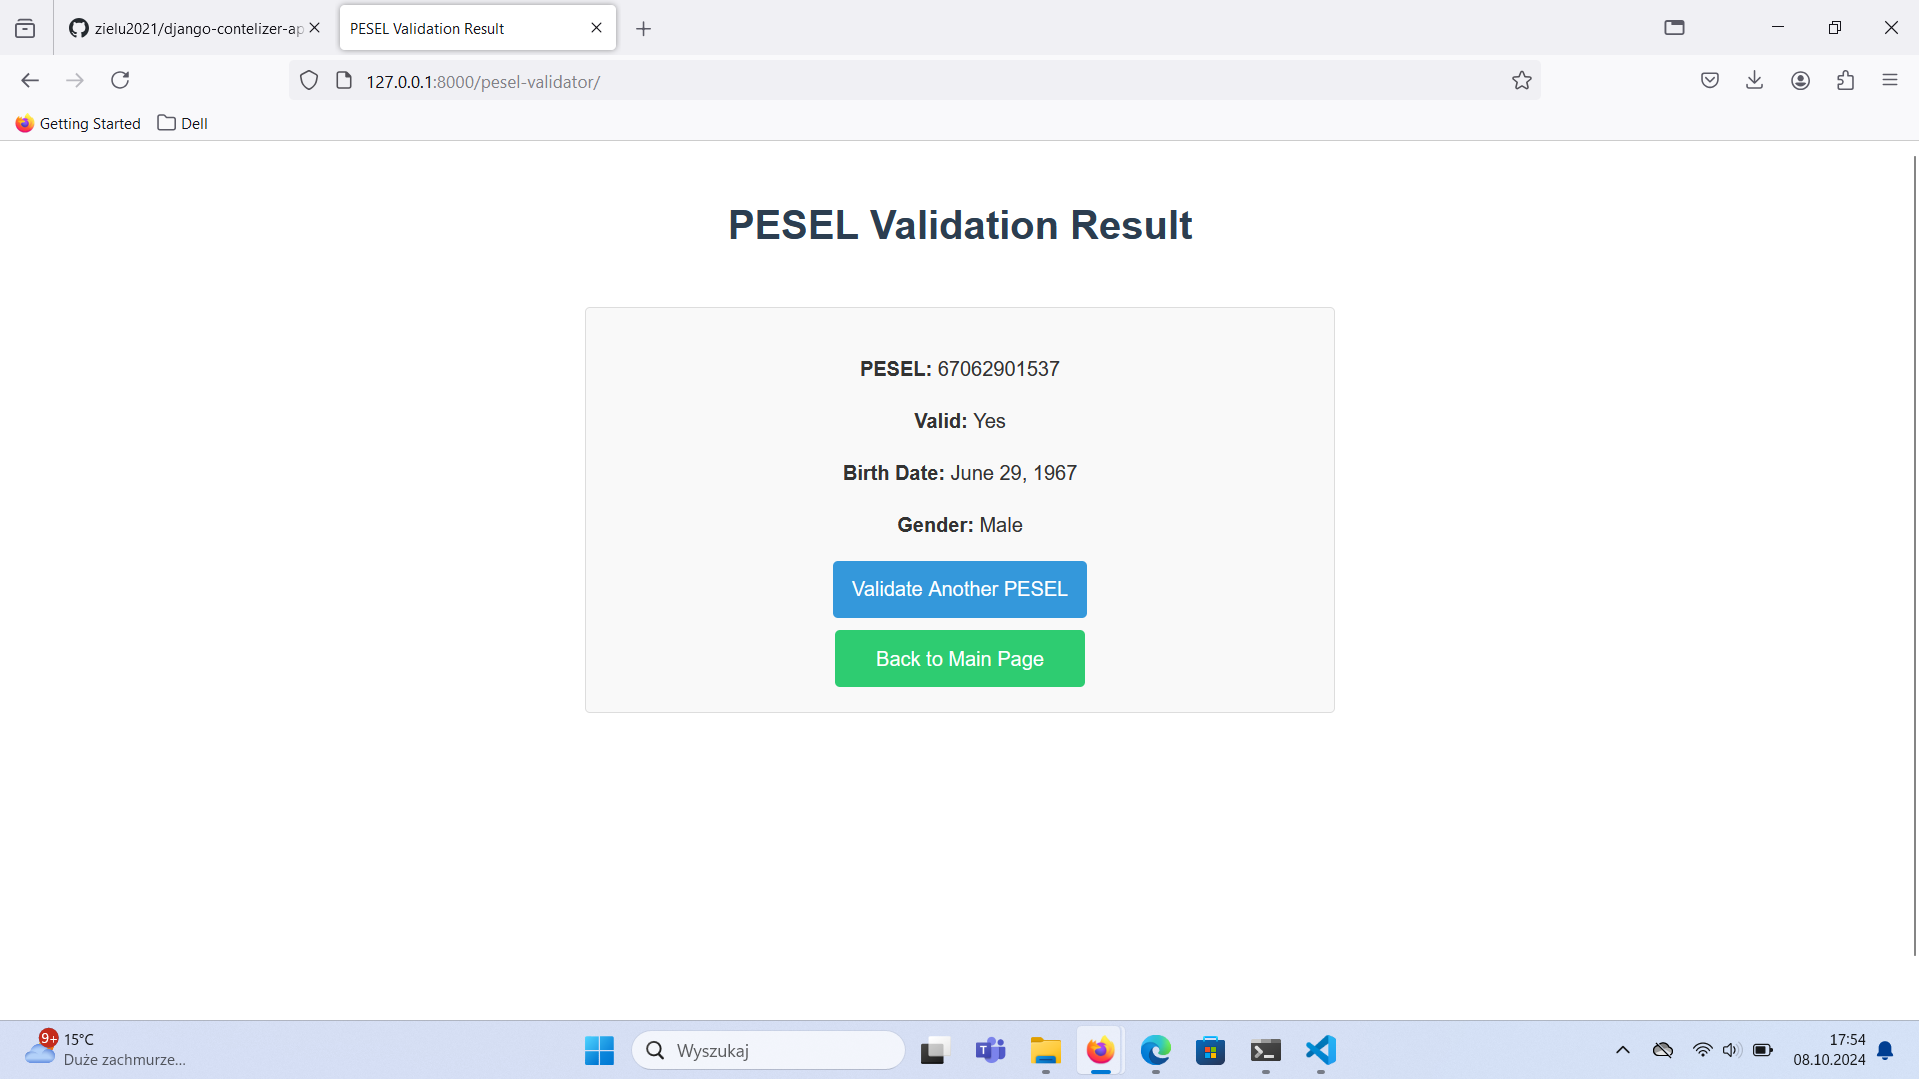 zielu2021/django-contelizer-ap
PESEL Validation Result
127.0.0.1:8000/pesel-validator/
Getting Started
Dell
PESEL Validation Result
PESEL: 67062901537
Valid: Yes
Birth Date: June 29, 1967
Gender: Male
Validate Another PESEL
Back to Main Page
9+
15°C
Duże zachmurze...
Wyszukaj
17:54
08.10.2024